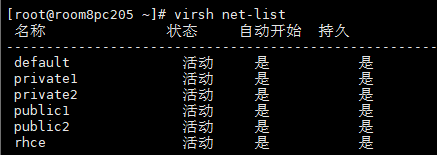 [root@room8pc205 ~]# virsh net-list
名称 状态 自动开始 持久
----------------------------------------------------------
default 活动 是 是
private1 活动 是 是
private2 活动 是 是
public1 活动 是 是
public2 活动 是 是
rhce 活动 是 是